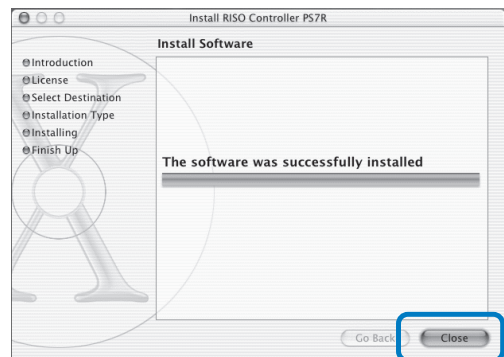 Install RISO Controller PS7R
Install Software
Introduction
License
Select Destination
Installation Type
Installing
Finish Up
The software was successfully installed
Go Back
Close